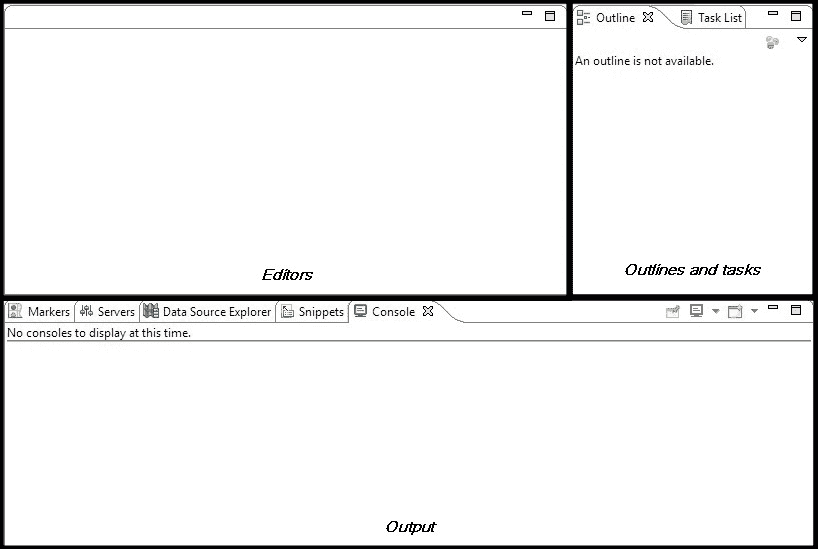 Outline Task List
An outline is not available.
Editors
Outlines and tasks
Markers Servers Data Source Explorer Snippets Console
No consoles to display at this time.
Output